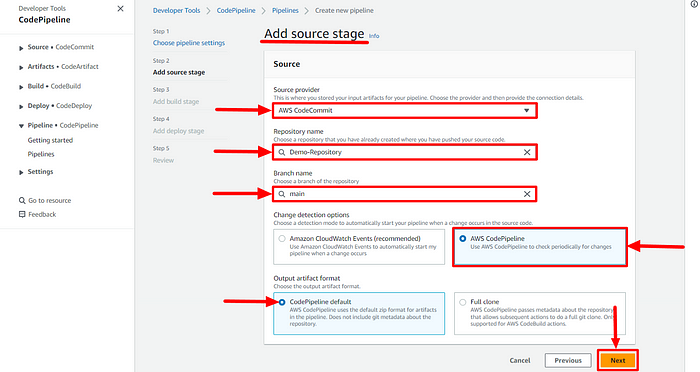 Developer Tools
CodePipeline
Source • CodeCommit
Artifacts • CodeArtifact
Build • CodeBuild
Deploy • CodeDeploy
Pipeline • CodePipeline
Getting started
Pipelines
Settings
Go to resource
Feedback
Developer Tools > CodePipeline > Pipelines > Create new pipeline
Step 1
Choose pipeline settings
Step 2
Add source stage
Step 3
Add build stage
Step 4
Add deploy stage
Step 5
Review
Add source stage Info
Source
Source provider
This is where you stored your input artifacts for your pipeline. Choose the provider and then provide the connection details.
AWS CodeCommit
Repository name
Choose a repository that you have already created where you have pushed your source code.
Demo-Repository
Branch name
Choose a branch of the repository
main
Change detection options
Choose a detection mode to automatically start your pipeline when a change occurs in the source code.
Amazon CloudWatch Events (recommended)
Use Amazon CloudWatch Events to automatically start my
pipeline when a change occurs
AWS CodePipeline
Use AWS CodePipeline to check periodically for changes
Output artifact format
Choose the output artifact format.
CodePipeline default
AWS CodePipeline uses the default zip format for artifacts
in the pipeline. Does not include git metadata about the
repository.
Full clone
AWS CodePipeline passes metadata about the repository
that allows subsequent actions to do a full git clone. Only
supported for AWS CodeBuild actions.
Cancel
Previous
Next